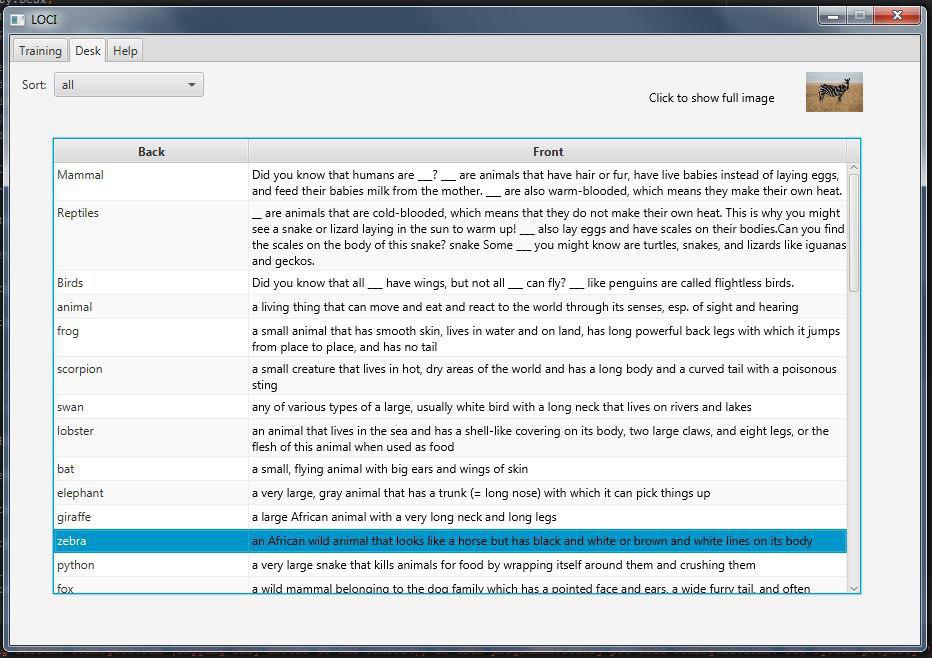 LOCI
Training Desk Help
Sort: all
Click to show full image
Back Front
Mammal Did you know that humans are ___? ___ are animals that have hair or fur, have live babies instead of laying eggs,
and feed their babies milk from the mother. ___ are also warm-blooded, which means they make their own heat.
Reptiles __ are animals that are cold-blooded, which means that they do not make their own heat. This is why you might
see a snake or lizard laying in the sun to warm up! ___ also lay eggs and have scales on their bodies.Can you find
the scales on the body of this snake? snake Some ___ you might know are turtles, snakes, and lizards like iguanas
and geckos.
Birds Did you know that all ___ have wings, but not all ___ can fly? ___ like penguins are called flightless birds.
animal a living thing that can move and eat and react to the world through its senses, esp. of sight and hearing
frog a small animal that has smooth skin, lives in water and on land, has long powerful back legs with which it jumps
from place to place, and has no tail
scorpion a small creature that lives in hot, dry areas of the world and has a long body and a curved tail with a poisonous
sting
swan any of various types of a large, usually white bird with a long neck that lives on rivers and lakes
lobster an animal that lives in the sea and has a shell-like covering on its body, two large claws, and eight legs, or the
flesh of this animal when used as food
bat a small, flying animal with big ears and wings of skin
elephant a very large, gray animal that has a trunk (= long nose) with which it can pick things up
giraffe a large African animal with a very long neck and long legs
zebra an African wild animal that looks like a horse but has black and white or brown and white lines on its body
python a very large snake that kills animals for food by wrapping itself around them and crushing them
fox a wild mammal belonging to the dog family which has a pointed face and ears, a wide furry tail, and often